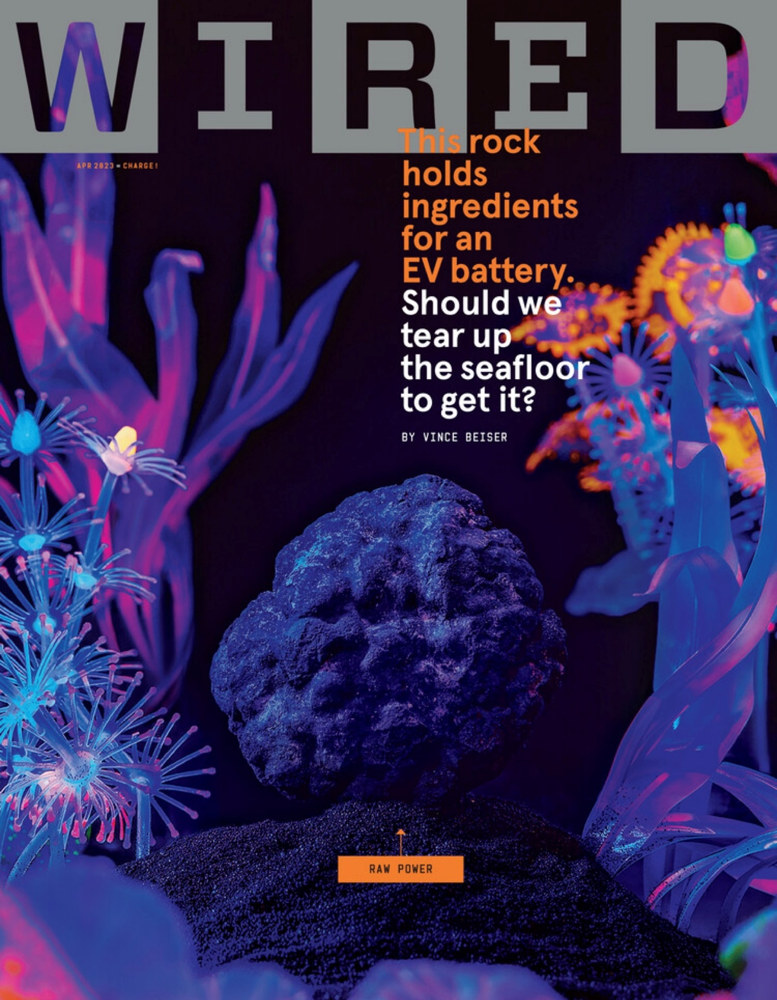 WIRED
APR 2023 = CHARGE!
This rock
holds
ingredients
for an
EV battery.
Should we
tear up
the seafloor
to get it?
BY VINCE BEISER
RAW POWER